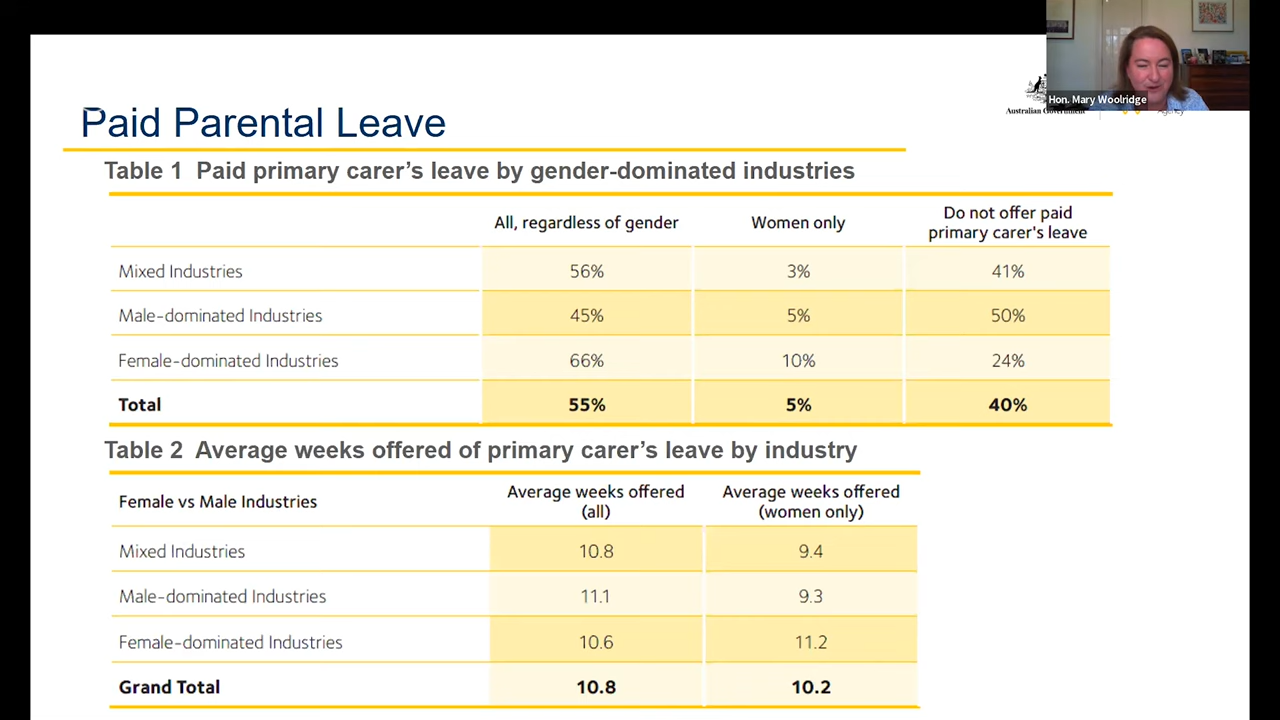 Hon. Mary Woolridge
Australian Government
Agency
Paid Parental Leave
Table 1 Paid primary carer's leave by gender-dominated industries
All, regardless of gender Women only Do not offer paid primary carer's leave
Mixed Industries 56% 3% 41%
Male-dominated Industries 45% 5% 50%
Female-dominated Industries 66% 10% 24%
Total 55% 5% 40%
Table 2 Average weeks offered of primary carer's leave by industry
Female vs Male Industries Average weeks offered (all) Average weeks offered (women only)
Mixed Industries 10.8 9.4
Male-dominated Industries 11.1 9.3
Female-dominated Industries 10.6 11.2
Grand Total 10.8 10.2